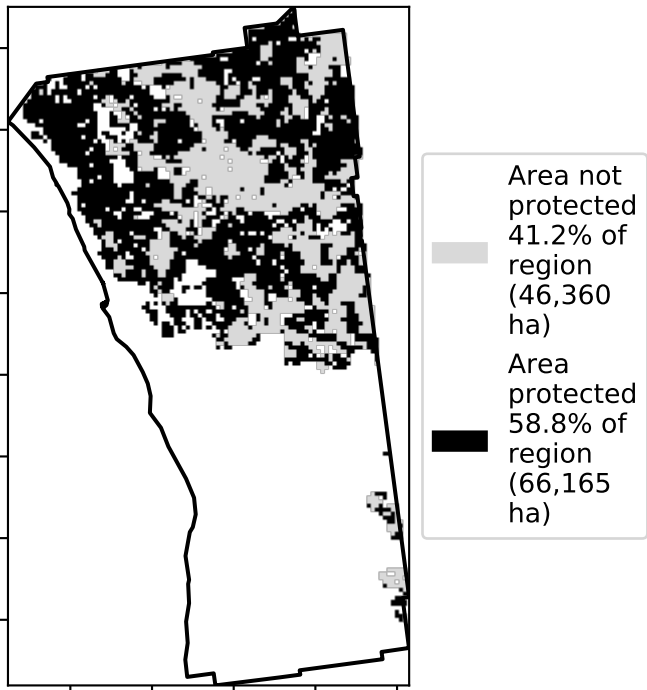 Area not
protected
41.2% of
region
(46,360
ha)
Area
protected
58.8% of
region
(66,165
ha)